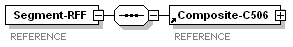 Segment-RFF
Composite-C506
REFERENCE
REFERENCE